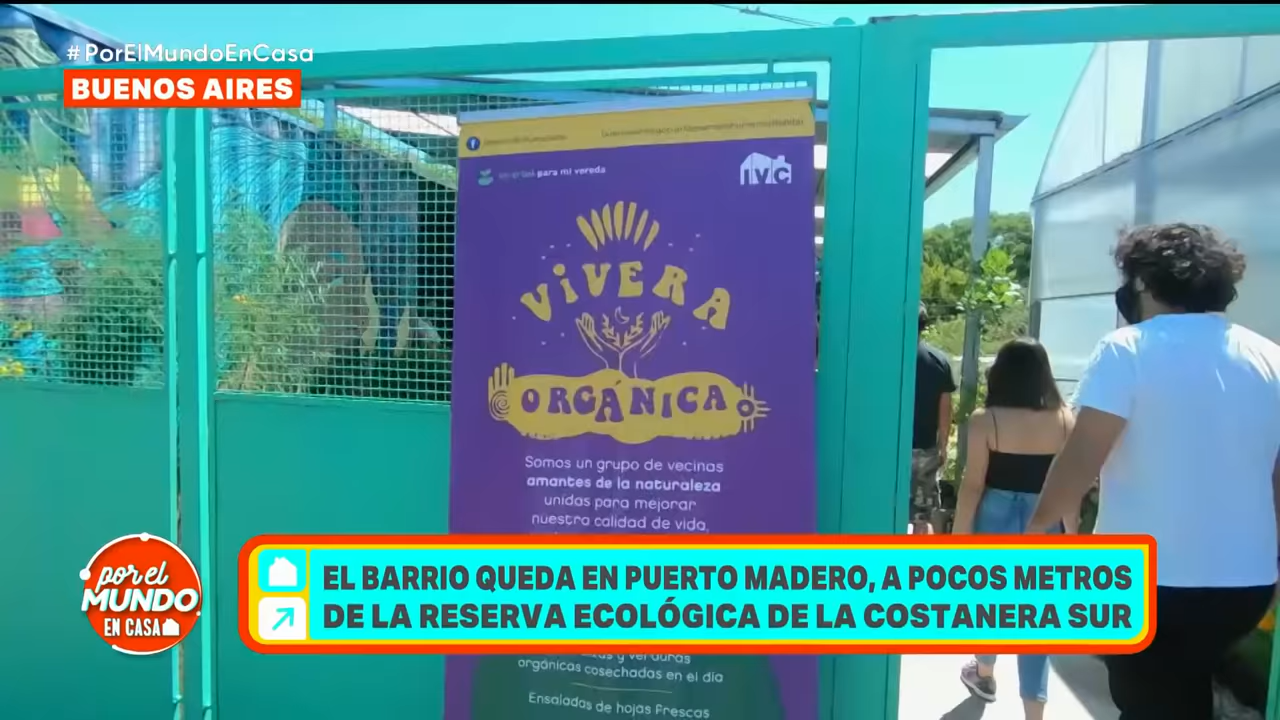 #PorElMundoEnCasa
BUENOS AIRES
para mi vereda
IVC
VIVERA
ORGÁNICA
Somos un grupo de vecinas
amantes de la naturaleza
unidas para mejorar
nuestra calidad de vida,
EL BARRIO QUEDA EN PUERTO MADERO, A POCOS METROS
DE LA RESERVA ECOLÓGICA DE LA COSTANERA SUR
por el
MUNDO
EN CASA
y verduras
orgánicas cosechadas en el día
Ensaladas de hojas frescas